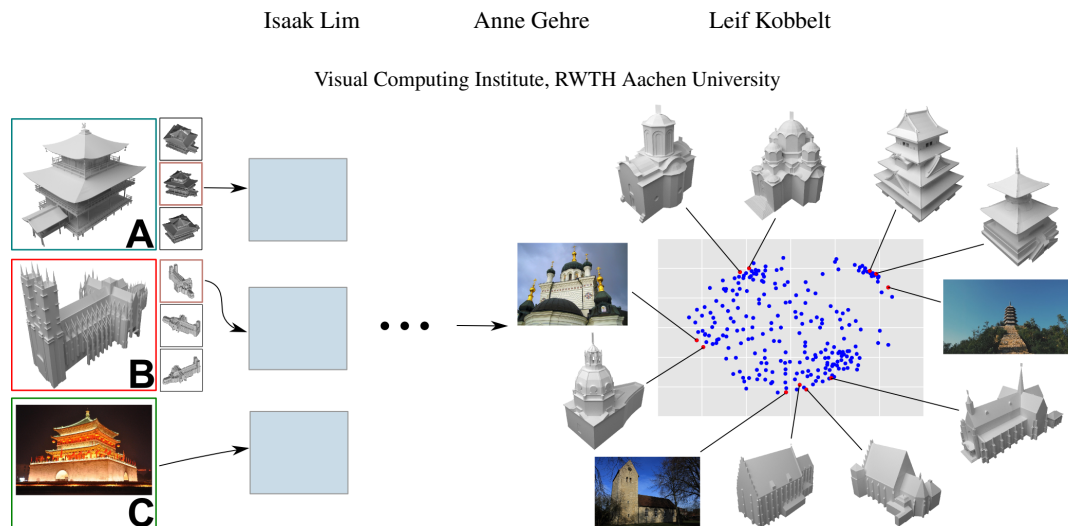 Isaak Lim Anne Gehre Leif Kobbelt
Visual Computing Institute, RWTH Aachen University
A
B
C